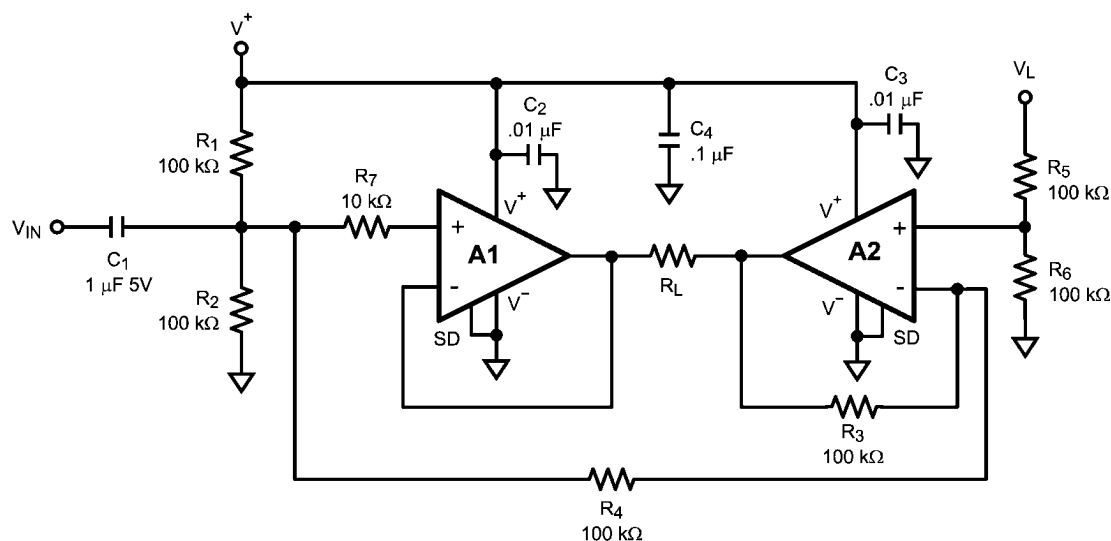 V+
C3
.01 μF
VL
C2
.01 μF
C4
.1 μF
R1
100 kΩ
R7
10 kΩ
V+
V+
R5
100 kΩ
VIN
C1
1 μF 5V
+
A1
-
RL
A2
+
-
R2
100 kΩ
V−
SD
V−
SD
R6
100 kΩ
R3
100 kΩ
R4
100 kΩ